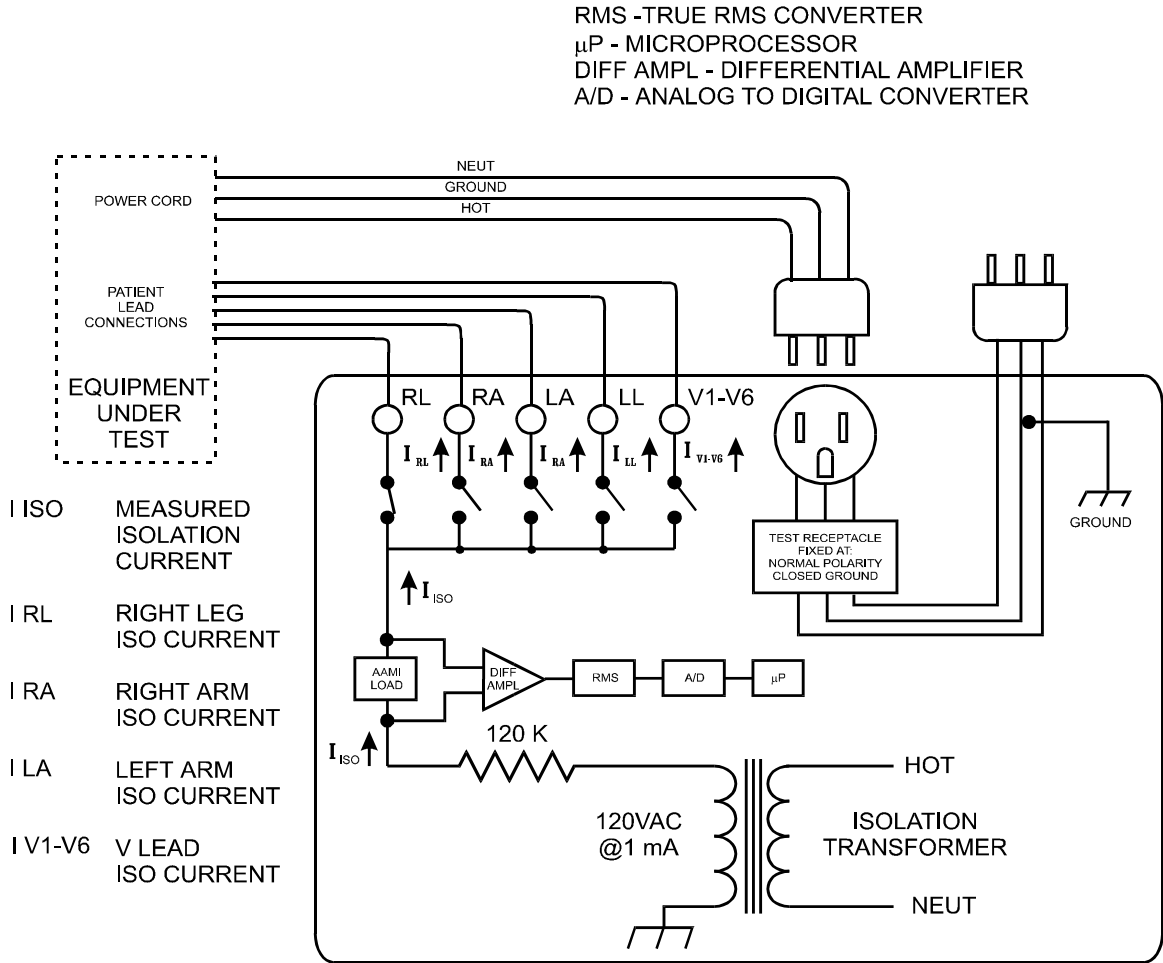 RMS -TRUE RMS CONVERTER
µP - MICROPROCESSOR
DIFF AMPL - DIFFERENTIAL AMPLIFIER
A/D - ANALOG TO DIGITAL CONVERTER
NEUT
GROUND
HOT
POWER CORD
PATIENT
LEAD
CONNECTIONS
EQUIPMENT
UNDER
TEST
RL
RA
LA
LL
V1-V6
I RL
I RA
I RA
I LL
I V1-V6
GROUND
TEST RECEPTACLE
FIXED AT:
NORMAL POLARITY
CLOSED GROUND
I ISO
MEASURED
ISOLATION
CURRENT
I RL
RIGHT LEG
ISO CURRENT
I RA
RIGHT ARM
ISO CURRENT
I LA
LEFT ARM
ISO CURRENT
I V1-V6
V LEAD
ISO CURRENT
I ISO
AAMI
LOAD
DIFF
AMPL
RMS
A/D
µP
I ISO
120 K
120VAC
@1 mA
HOT
ISOLATION
TRANSFORMER
NEUT